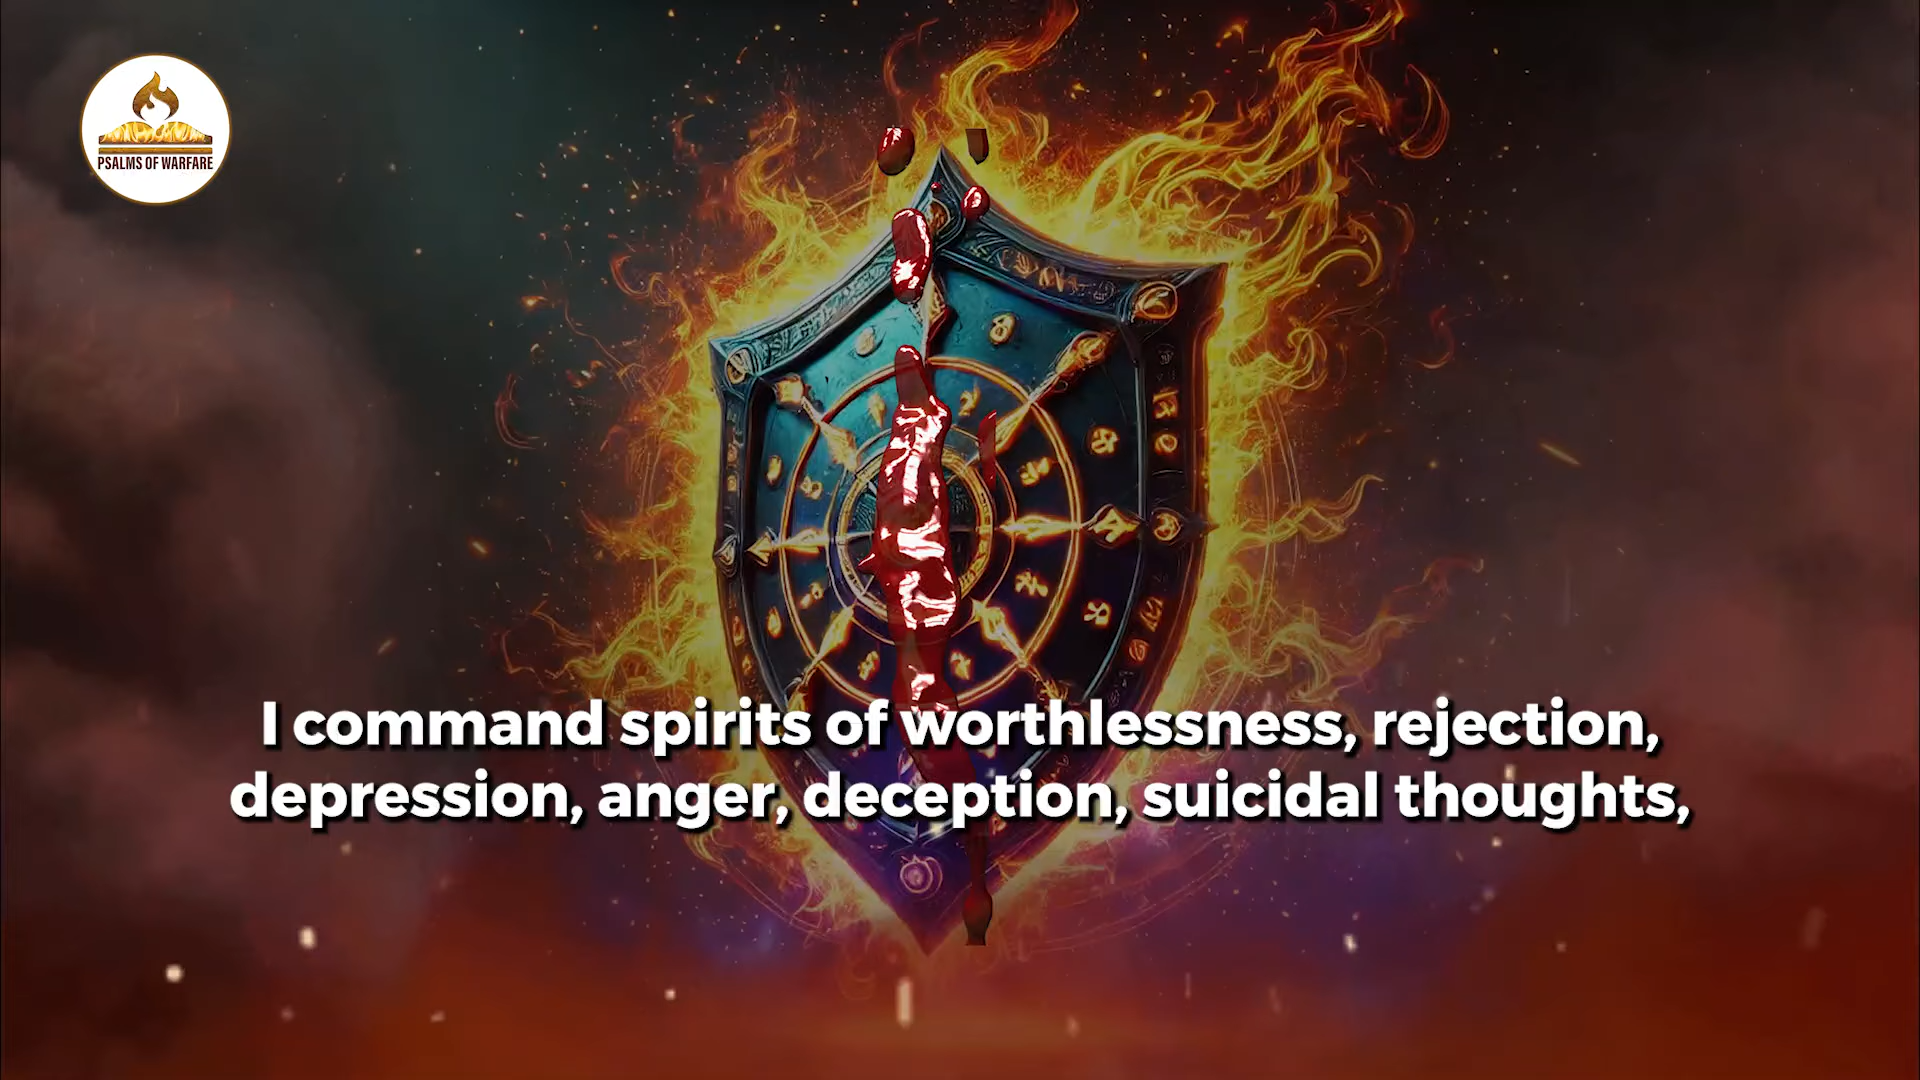 PSALMS OF WARFARE
I command spirits of worthlessness, rejection,
depression, anger, deception, suicidal thoughts,